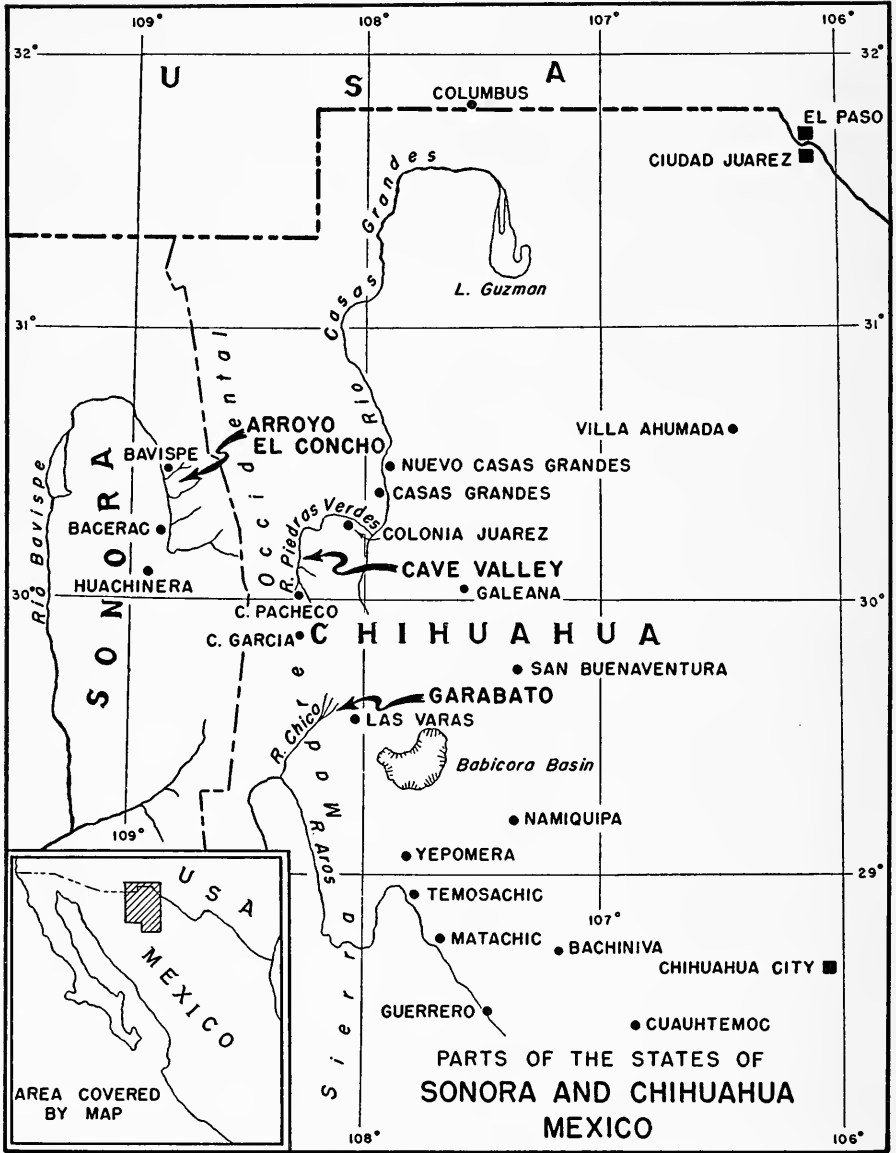 109°
108°
107°
106°
32°
32°
U S A
COLUMBUS
EL PASO
CIUDAD JUAREZ
Rio Casas Grandes
L. Guzman
31°
31°
Sierra Madre Occidental
ARROYO
EL CONCHO
VILLA AHUMADA
BAVISPE
NUEVO CASAS GRANDES
CASAS GRANDES
Rio Bavispe
SONORA
R. Piedras Verdes
COLONIA JUAREZ
BACERAC
CAVE VALLEY
HUACHINERA
GALEANA
30°
30°
C. PACHECO
C. GARCIA
CHIHUAHUA
SAN BUENAVENTURA
GARABATO
R. Chico
LAS VARAS
Babicora Basin
NAMIQUIPA
109°
R. Aros
YEPOMERA
29°
TEMOSACHIC
107°
MATACHIC
BACHINIVA
CHIHUAHUA CITY
GUERRERO
CUAUHTEMOC
USA
MEXICO
AREA COVERED
BY MAP
PARTS OF THE STATES OF
SONORA AND CHIHUAHUA
MEXICO
108°
106°